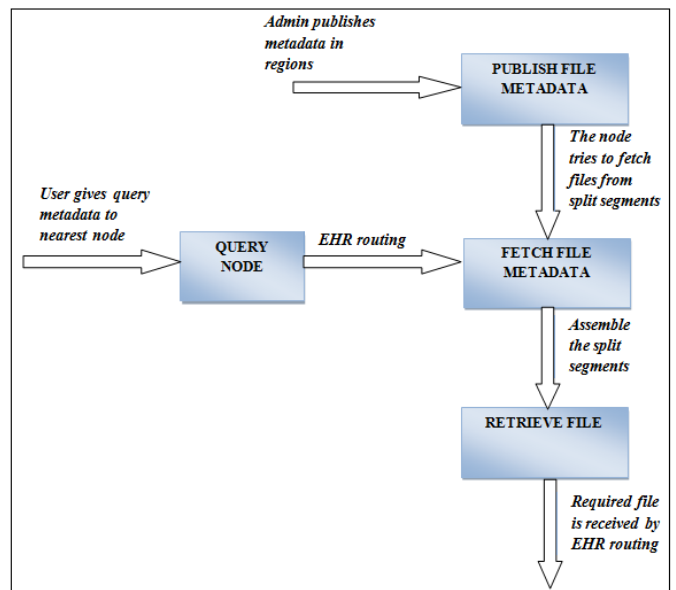 Admin publishes
metadata in
regions
PUBLISH FILE
METADATA
The node
tries to fetch
files from
split segments
User gives query
metadata to
nearest node
QUERY
NODE
EHR routing
FETCH FILE
METADATA
Assemble
the split
segments
RETRIEVE FILE
Required file
is received by
EHR routing